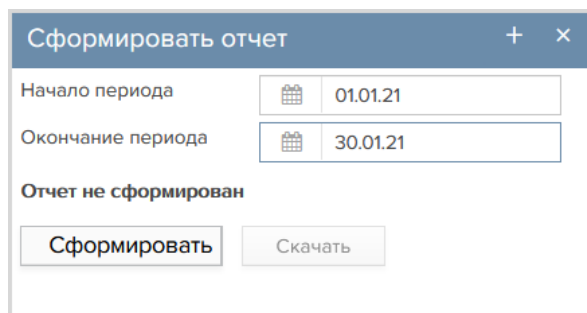 Сформировать отчет + ×
Начало периода 01.01.21
Окончание периода 30.01.21
Отчет не сформирован
Сформировать Скачать